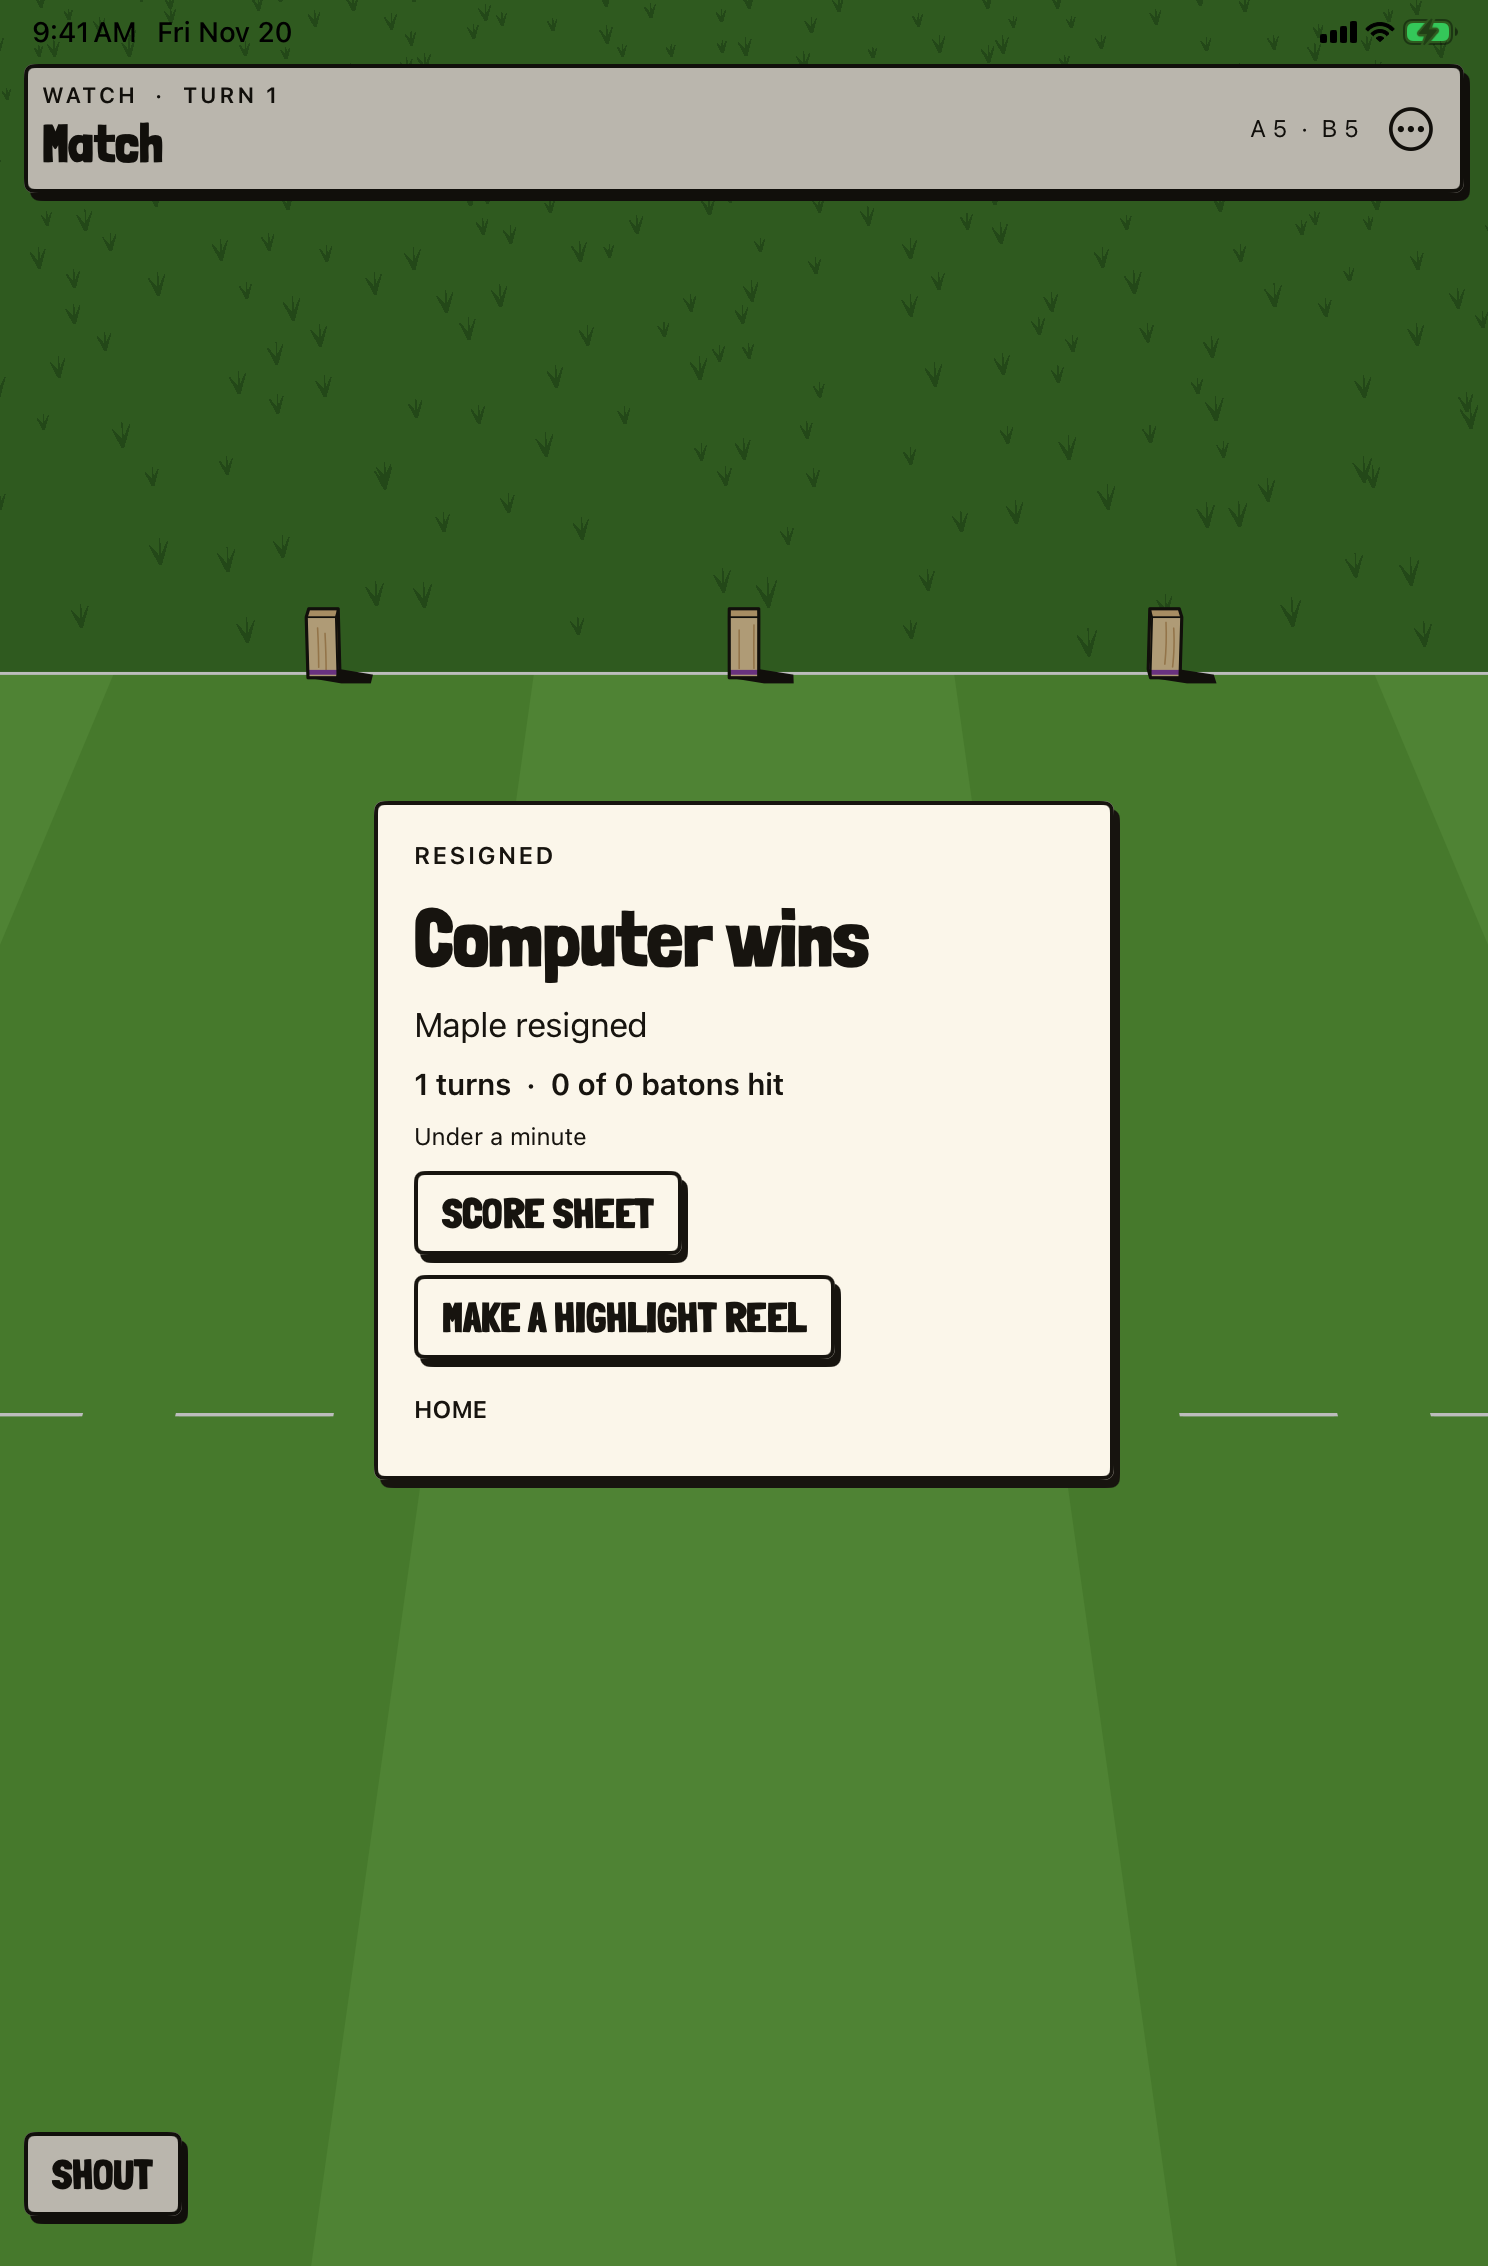 9:41 AM Fri Nov 20
WATCH · TURN 1
Match
A 5 · B 5
RESIGNED
Computer wins
Maple resigned
1 turns · 0 of 0 batons hit
Under a minute
SCORE SHEET
MAKE A HIGHLIGHT REEL
HOME
SHOUT